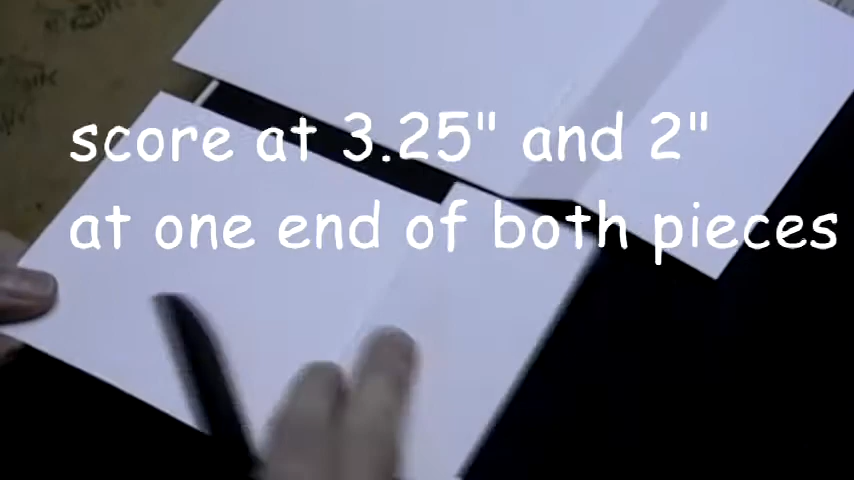 score at 3.25" and 2"
at one end of both pieces